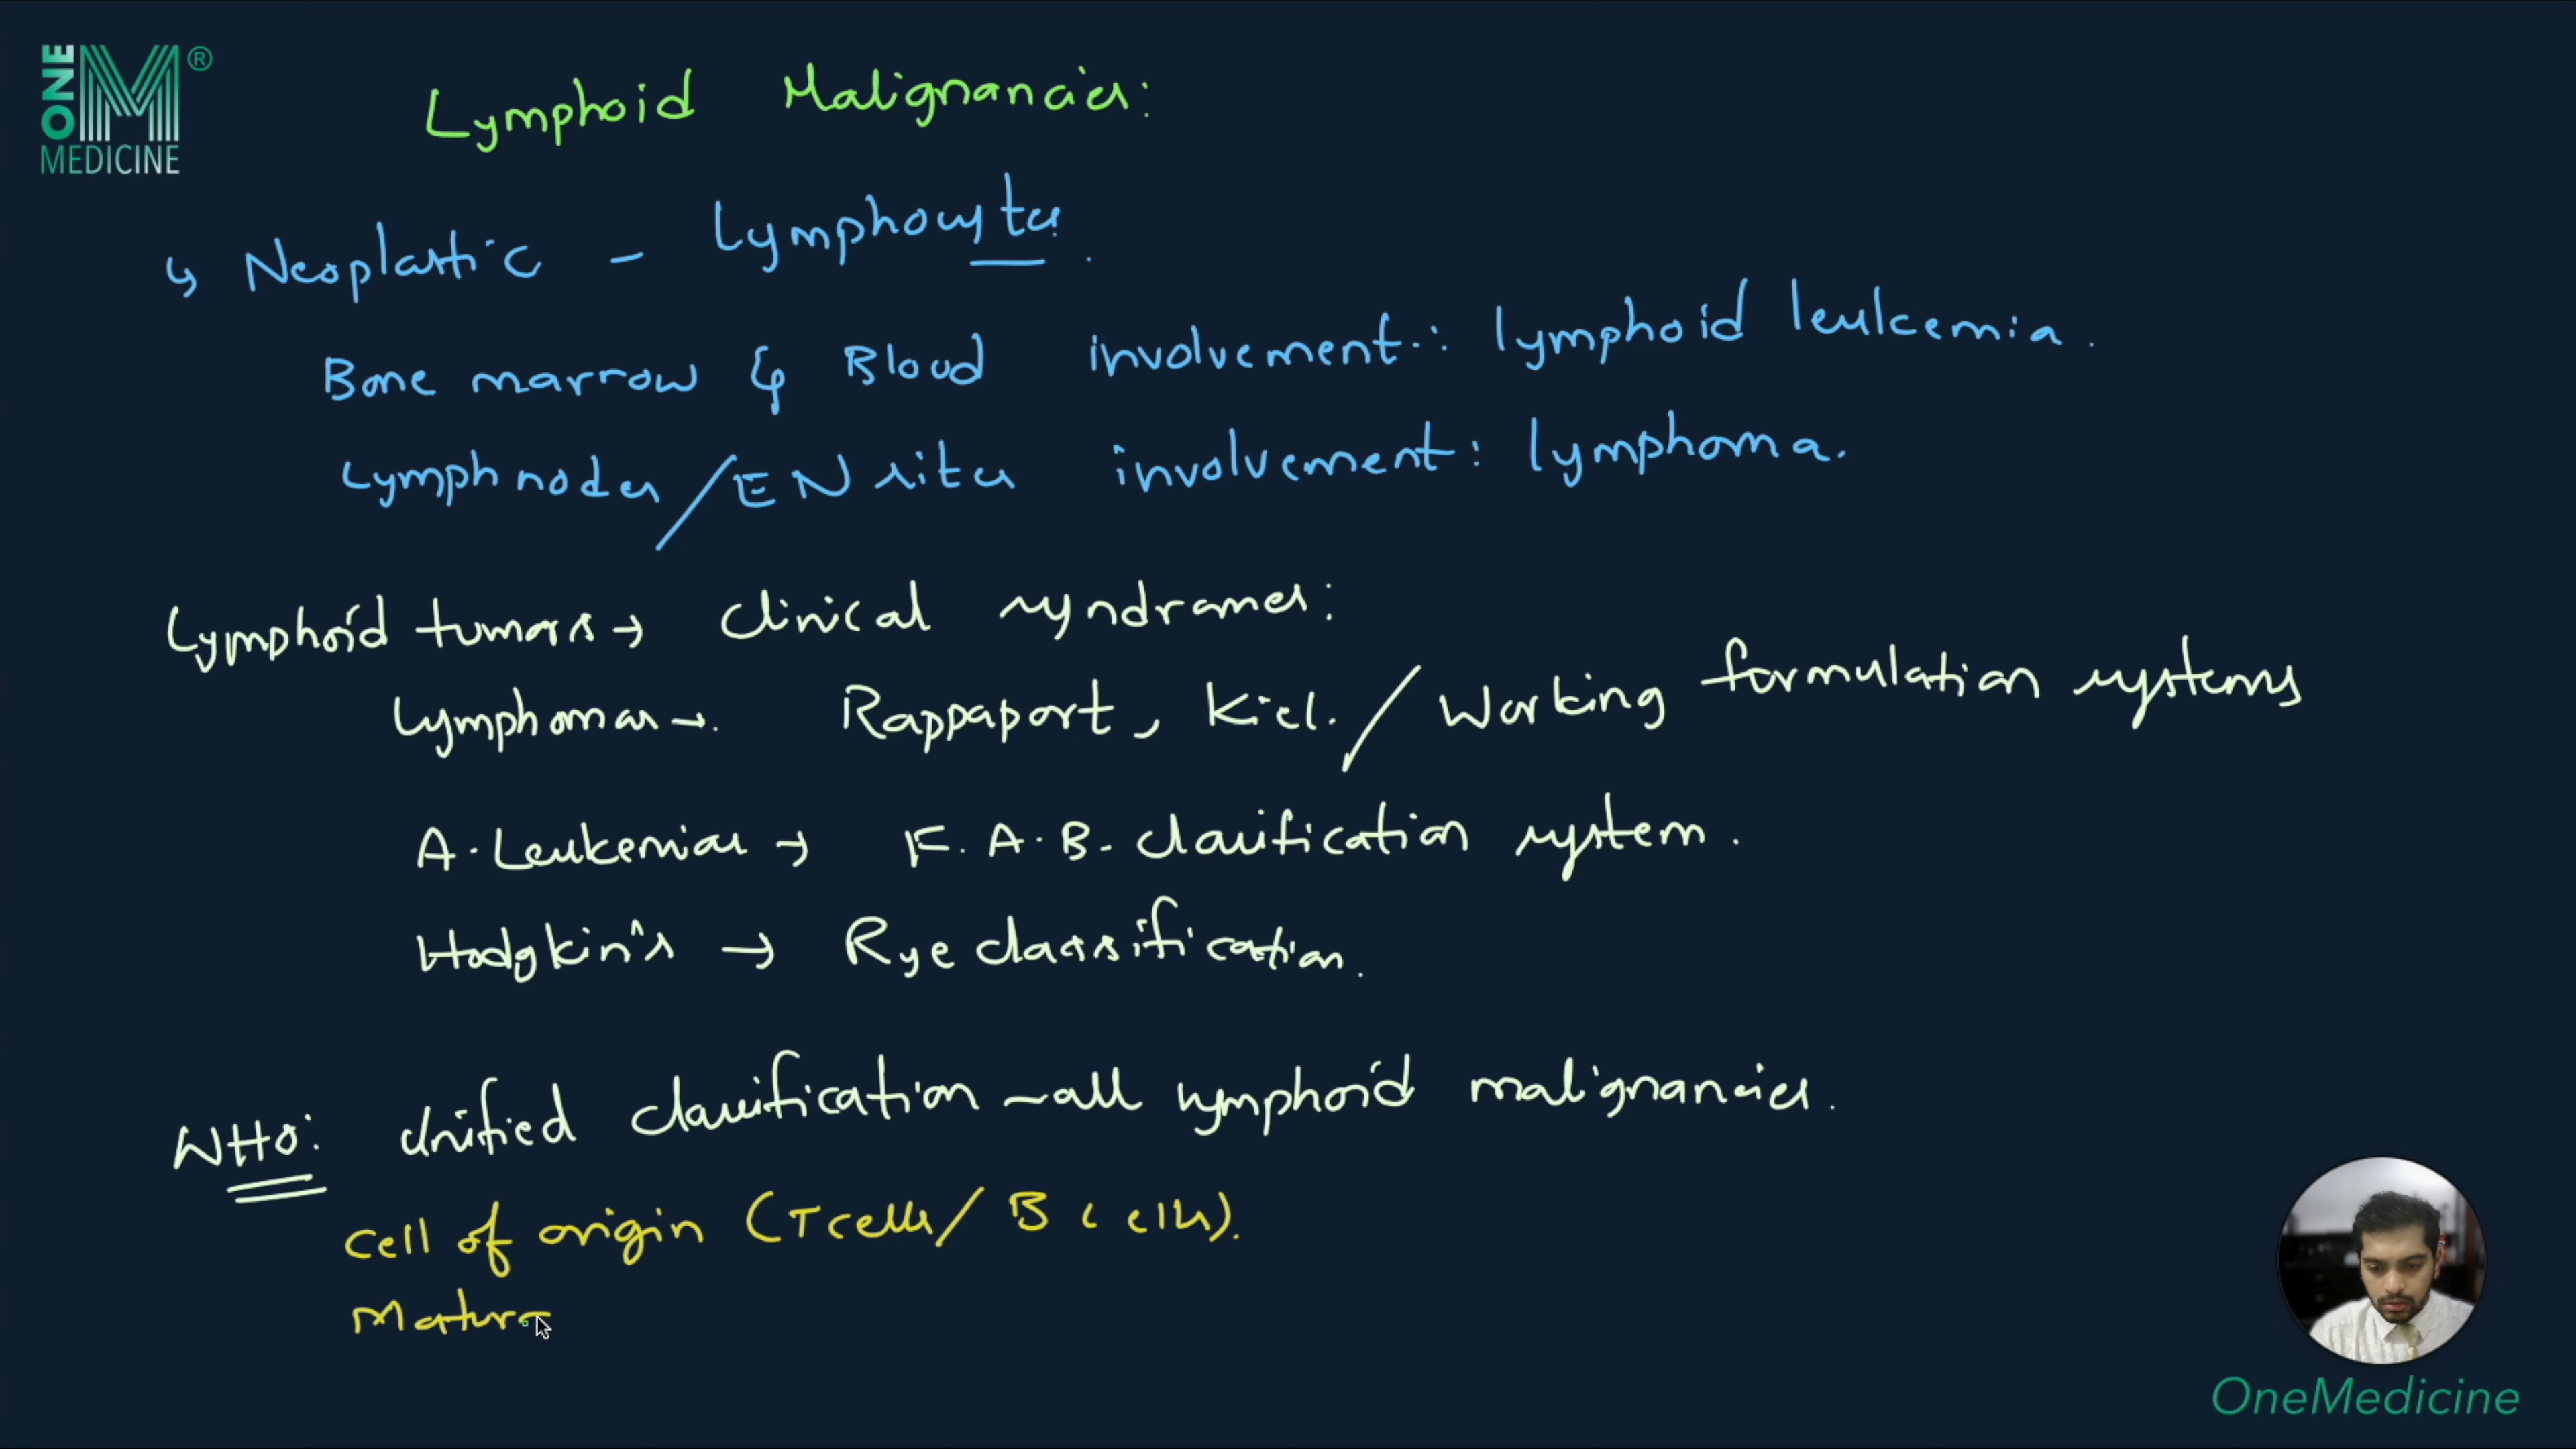 ONE
M®
MEDICINE
Lymphoid Malignancies:
↳ Neoplastic - Lymphocytes.
Bone marrow & Blood involvement: lymphoid leukemia.
Lymph nodes/EN sites involvement: lymphoma.
Lymphoid tumors → Clinical syndromes:
Lymphomas → Rappaport, Kiel. / Working formulation systems
A. Leukemias → F.A.B. classification system.
Hodgkin's → Rye classification.
WHO: Unified classification - all lymphoid malignancies.
Cell of origin (T cells/ B cells).
Mature
OneMedicine